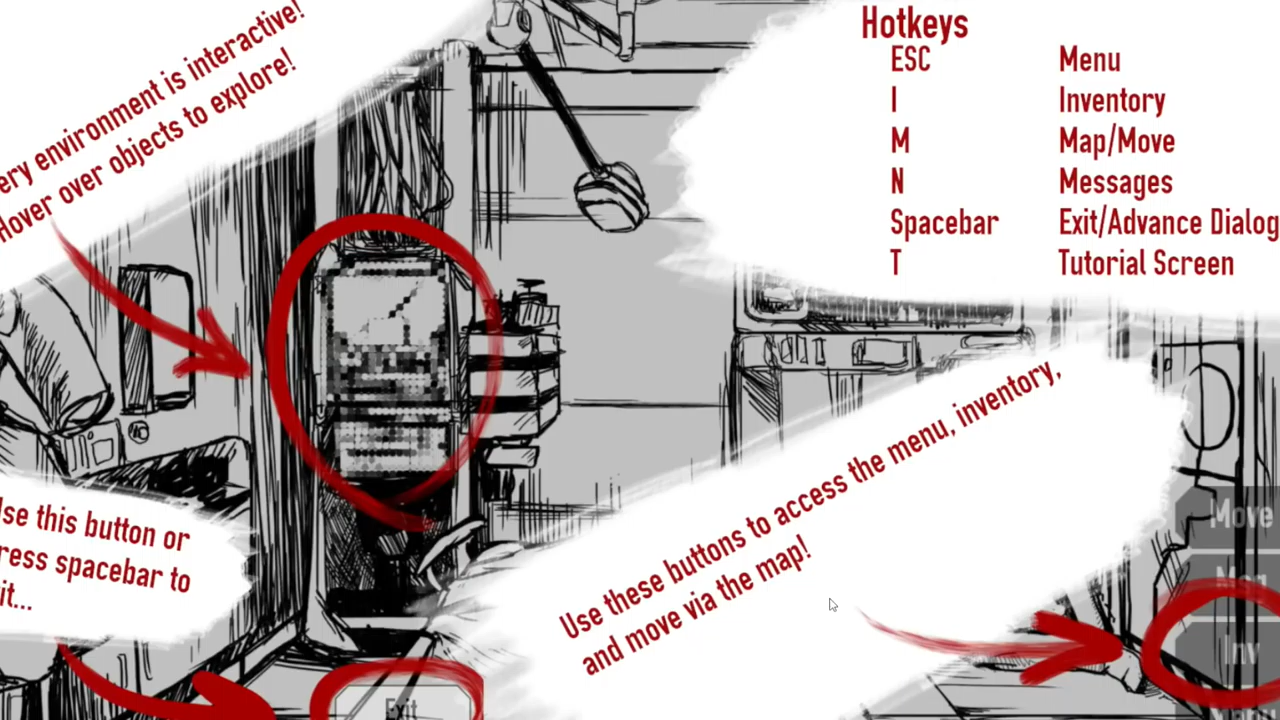 ery environment is interactive!
Hover over objects to explore!
Hotkeys
ESC Menu
I Inventory
M Map/Move
N Messages
Spacebar Exit/Advance Dialog
T Tutorial Screen
Use these buttons to access the menu, inventory,
and move via the map!
Use this button or
ress spacebar to
it...
Exit
Move
Inv